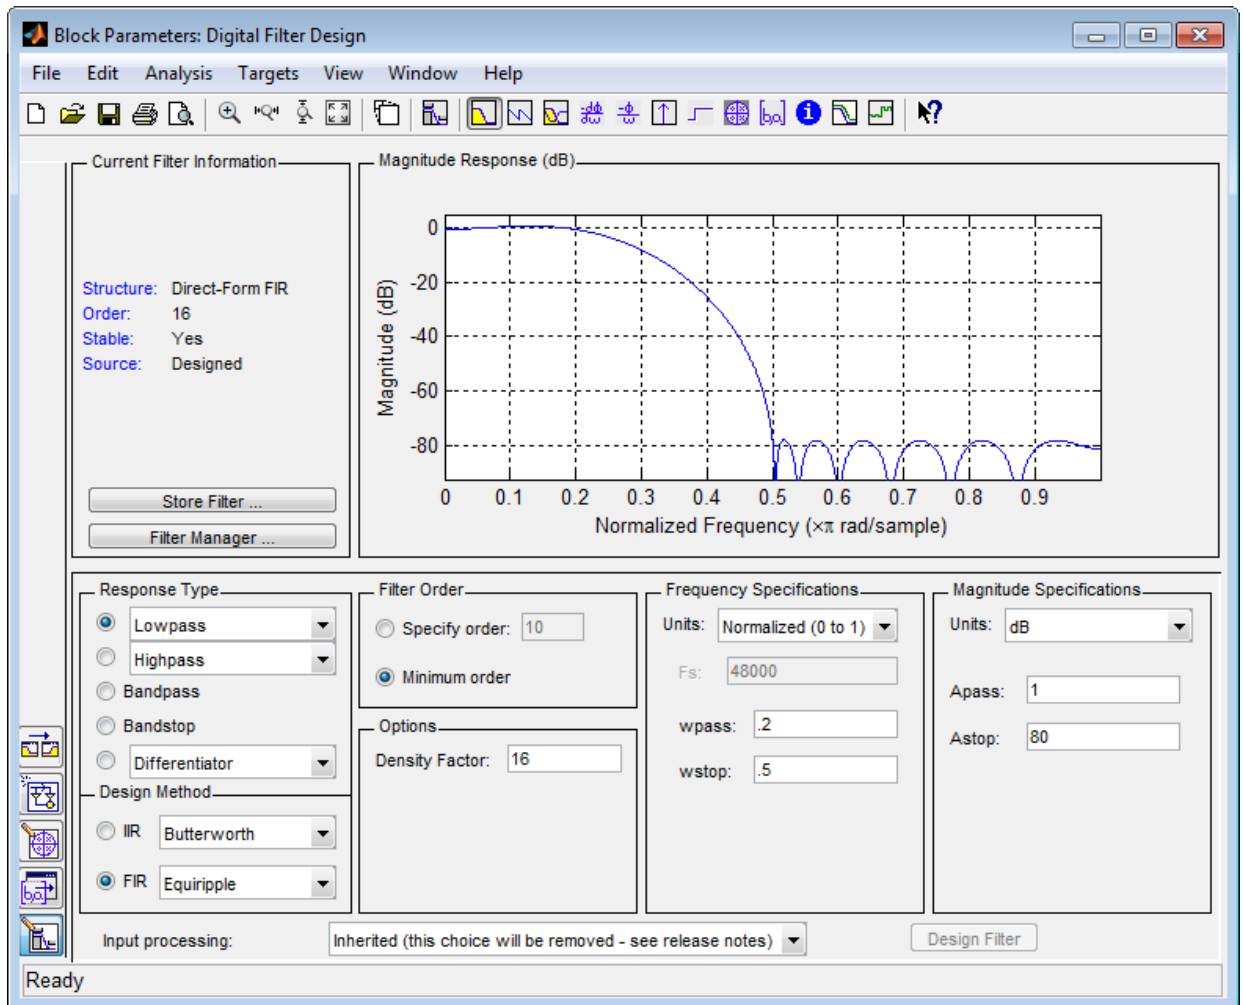 Block Parameters: Digital Filter Design
File Edit Analysis Targets View Window Help
Current Filter Information
Structure: Direct-Form FIR
Order: 16
Stable: Yes
Source: Designed
Store Filter ...
Filter Manager ...
Magnitude Response (dB)
Magnitude (dB)
0
-20
-40
-60
-80
0 0.1 0.2 0.3 0.4 0.5 0.6 0.7 0.8 0.9
Normalized Frequency (×π rad/sample)
Response Type
Lowpass
Highpass
Bandpass
Bandstop
Differentiator
Design Method
IIR Butterworth
FIR Equiripple
Filter Order
Specify order: 10
Minimum order
Options
Density Factor: 16
Frequency Specifications
Units: Normalized (0 to 1)
Fs: 48000
wpass: .2
wstop: .5
Magnitude Specifications
Units: dB
Apass: 1
Astop: 80
Input processing: Inherited (this choice will be removed - see release notes)
Design Filter
Ready